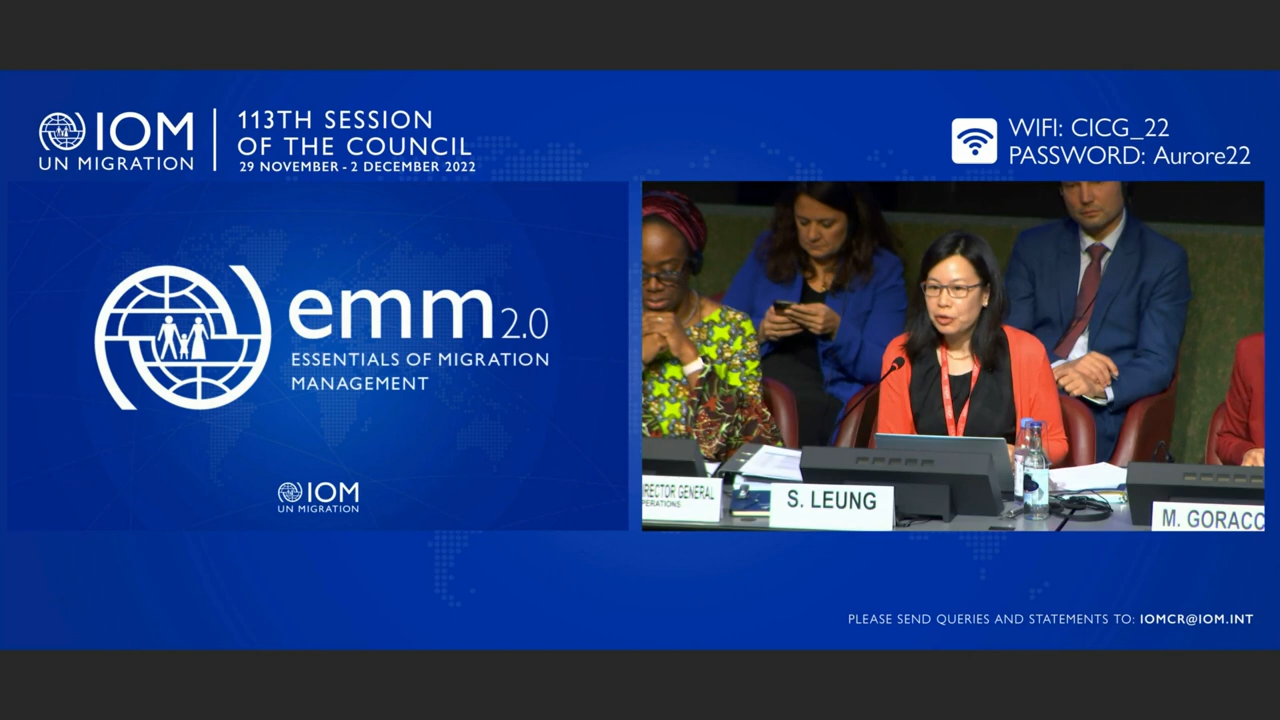 IOM
UN MIGRATION
113TH SESSION
OF THE COUNCIL
29 NOVEMBER - 2 DECEMBER 2022
WIFI: CICG_22
PASSWORD: Aurore22
emm2.0
ESSENTIALS OF MIGRATION
MANAGEMENT
IOM
UN MIGRATION
RECTOR GENERAL
PERATIONS
S. LEUNG
M. GORACC
PLEASE SEND QUERIES AND STATEMENTS TO: IOMCR@IOM.INT